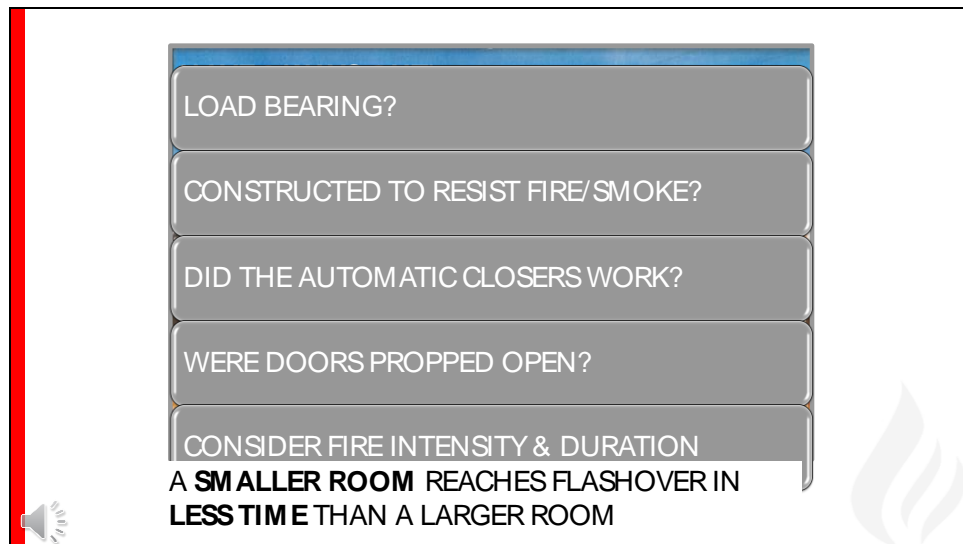 LOAD BEARING?
CONSTRUCTED TO RESIST FIRE/SMOKE?
DID THE AUTOMATIC CLOSERS WORK?
WERE DOORS PROPPED OPEN?
CONSIDER FIRE INTENSITY & DURATION
A SMALLER ROOM REACHES FLASHOVER IN
LESS TIME THAN A LARGER ROOM